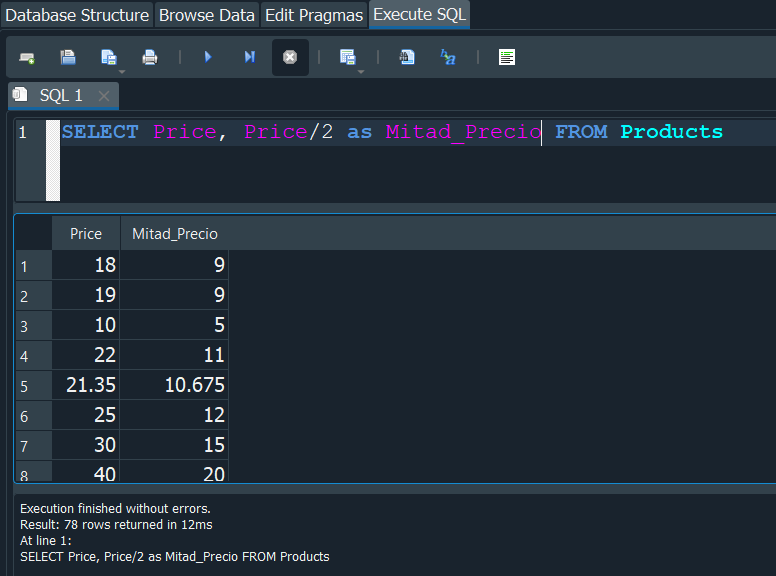 Database Structure Browse Data Edit Pragmas Execute SQL
SQL 1
1 SELECT Price, Price/2 as Mitad_Precio FROM Products
Price Mitad_Precio
1 18 9
2 19 9
3 10 5
4 22 11
5 21.35 10.675
6 25 12
7 30 15
8 40 20
Execution finished without errors.
Result: 78 rows returned in 12ms
At line 1:
SELECT Price, Price/2 as Mitad_Precio FROM Products